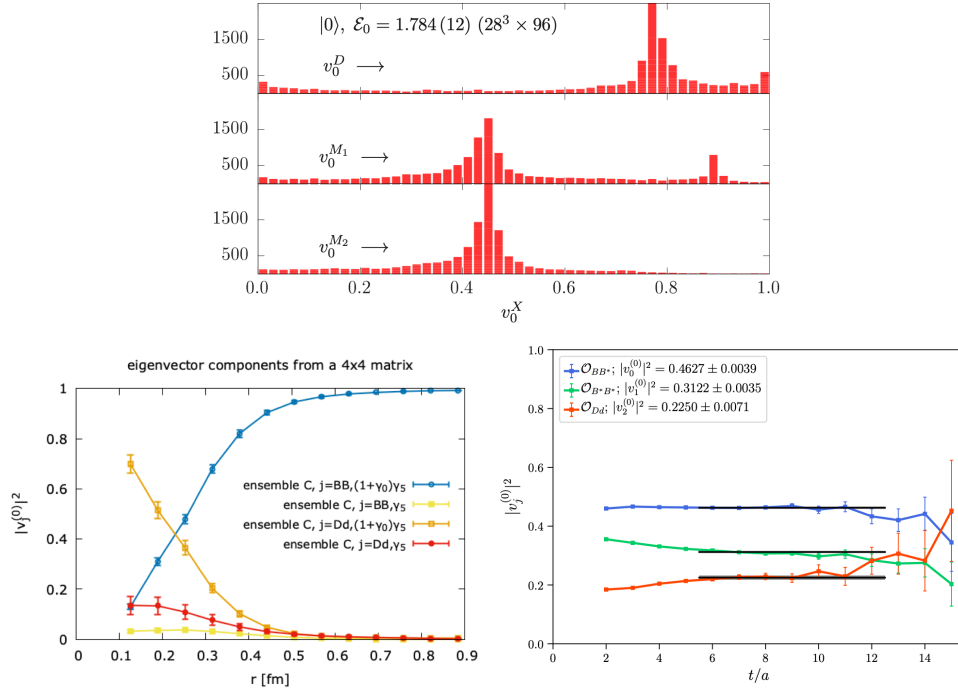 |0⟩, ℰ₀ = 1.784 (12) (28³ × 96)
1500
500
v₀^D ⟶
1500
500
v₀^{M₁} ⟶
1500
500
v₀^{M₂} ⟶
0.0 0.2 0.4 0.6 0.8 1.0
v₀^X
eigenvector components from a 4x4 matrix
1
0.8
0.6
0.4
0.2
0
|v_j^{(0)}|²
ensemble C, j=BB,(1+γ₀)γ₅
ensemble C, j=BB,γ₅
ensemble C, j=Dd,(1+γ₀)γ₅
ensemble C, j=Dd,γ₅
0.1 0.2 0.3 0.4 0.5 0.6 0.7 0.8 0.9
r [fm]
1.0
0.8
0.6
0.4
0.2
0.0
|v_j^{(0)}|²
𝒪_{BB*}; |v₀^{(0)}|² = 0.4627 ± 0.0039
𝒪_{B*B*}; |v₁^{(0)}|² = 0.3122 ± 0.0035
𝒪_{Dd}; |v₂^{(0)}|² = 0.2250 ± 0.0071
0 2 4 6 8 10 12 14
t/a